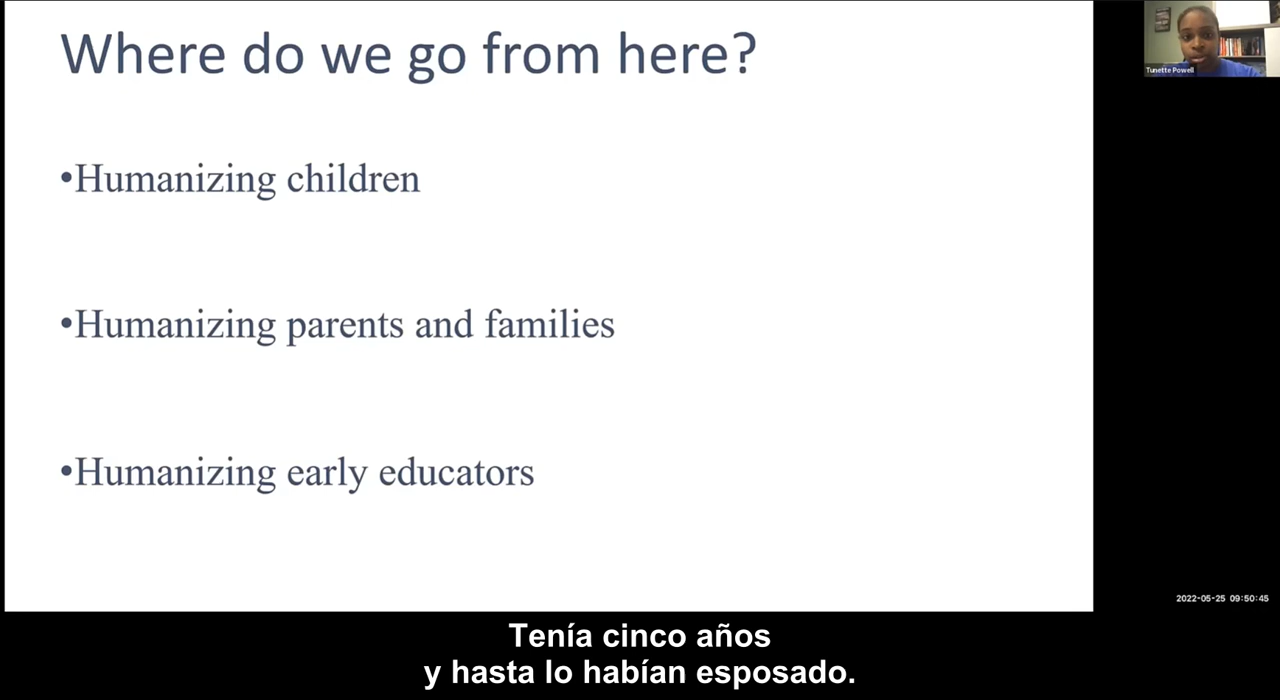 Where do we go from here?
Tunette Powell
•Humanizing children
•Humanizing parents and families
•Humanizing early educators
2022-05-25 09:50:45
Tenía cinco años
y hasta lo habían esposado.